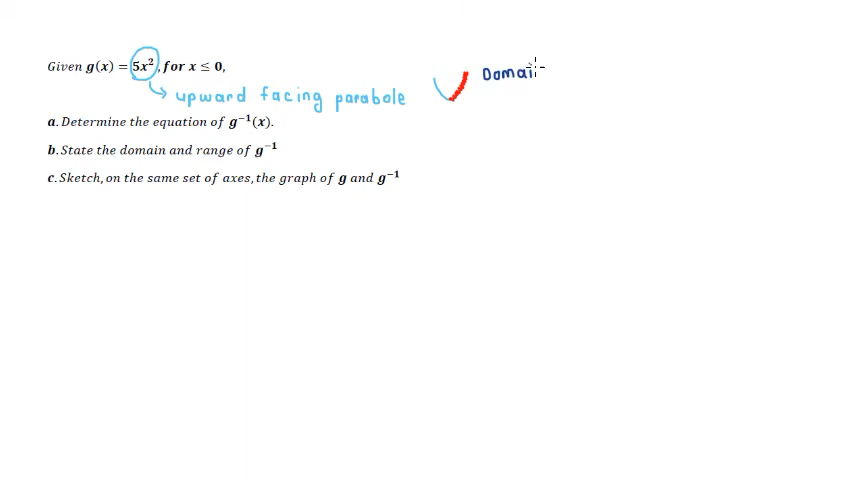 Given g(x) = 5x², for x ≤ 0,
Domai
upward facing parabole
a. Determine the equation of g⁻¹(x).
b. State the domain and range of g⁻¹
c. Sketch, on the same set of axes, the graph of g and g⁻¹